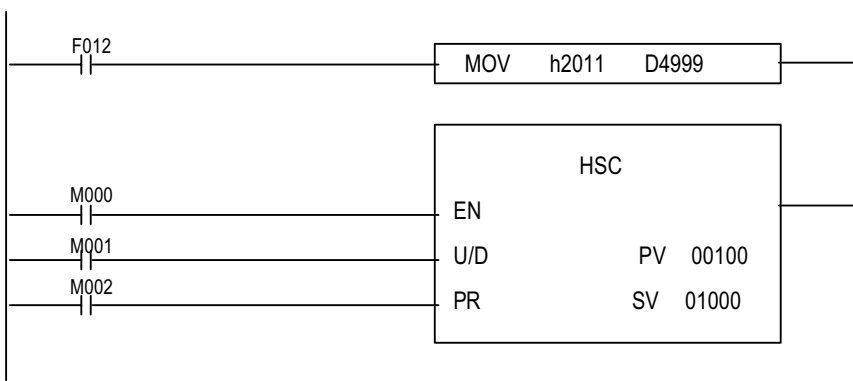 F012
MOV h2011 D4999
HSC
M000
EN
M001
U/D PV 00100
M002
PR SV 01000